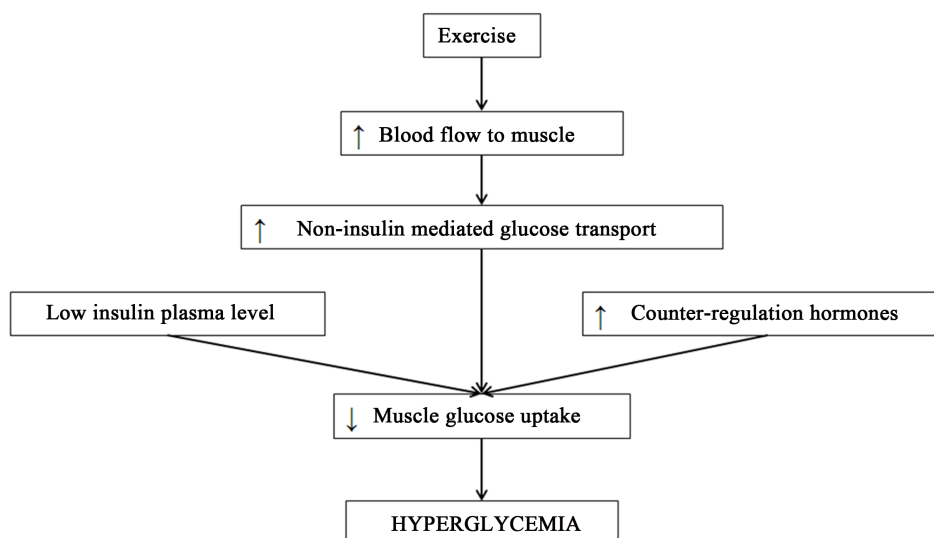 Exercise
↑ Blood flow to muscle
↑ Non-insulin mediated glucose transport
Low insulin plasma level
↑ Counter-regulation hormones
↓ Muscle glucose uptake
HYPERGLYCEMIA